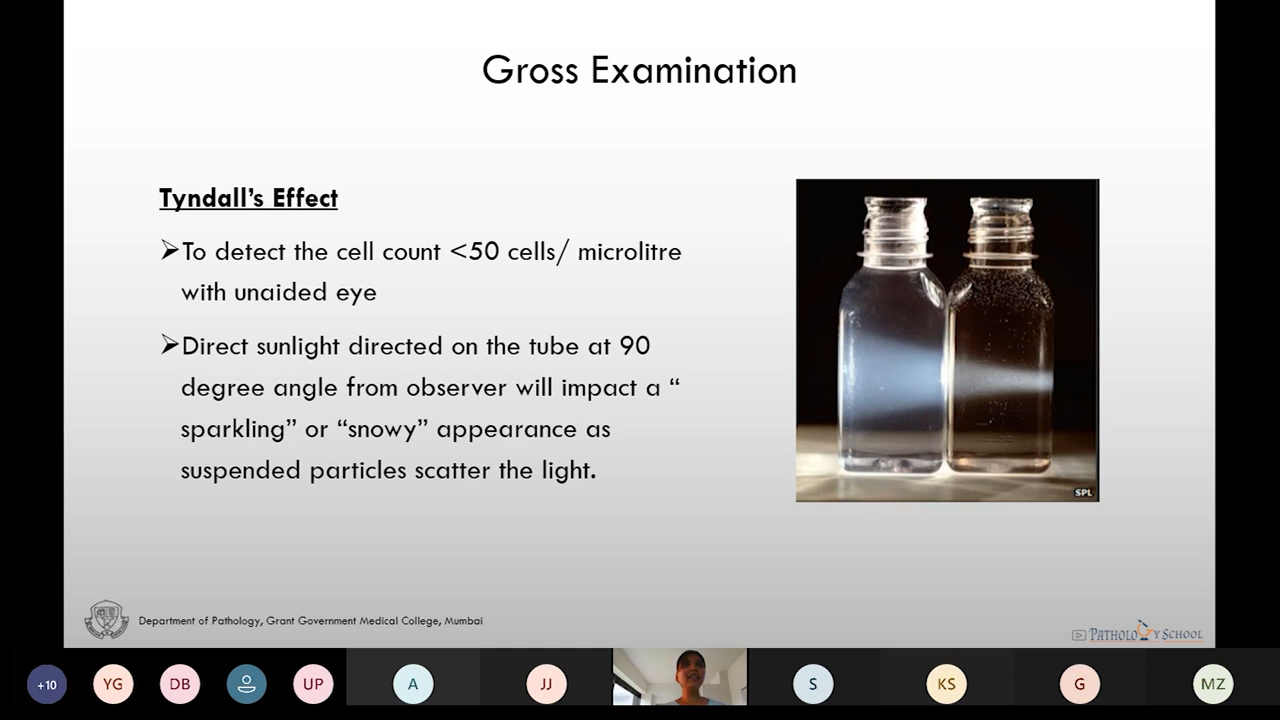 Gross Examination
Tyndall’s Effect
➢To detect the cell count <50 cells/ microlitre
with unaided eye
➢Direct sunlight directed on the tube at 90
degree angle from observer will impact a “
sparkling” or “snowy” appearance as
suspended particles scatter the light.
SPL
Department of Pathology, Grant Government Medical College, Mumbai
PATHOLOGY SCHOOL
+10
YG
DB
UP
A
JJ
S
KS
G
MZ